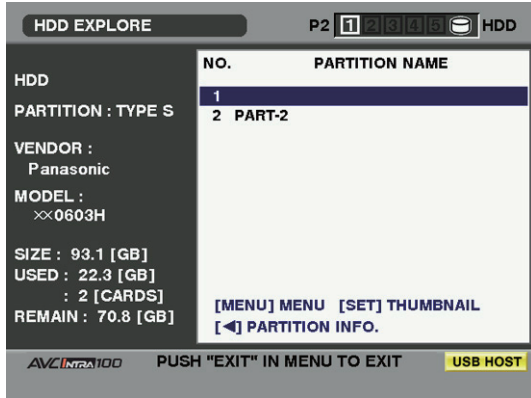 HDD EXPLORE
P2 1 2 3 4 5 HDD
HDD
PARTITION : TYPE S
VENDOR :
Panasonic
MODEL :
××0603H
SIZE : 93.1 [GB]
USED : 22.3 [GB]
: 2 [CARDS]
REMAIN : 70.8 [GB]
NO. PARTITION NAME
1
2 PART-2
[MENU] MENU [SET] THUMBNAIL
[◀] PARTITION INFO.
AVC INTRA 100 PUSH "EXIT" IN MENU TO EXIT USB HOST